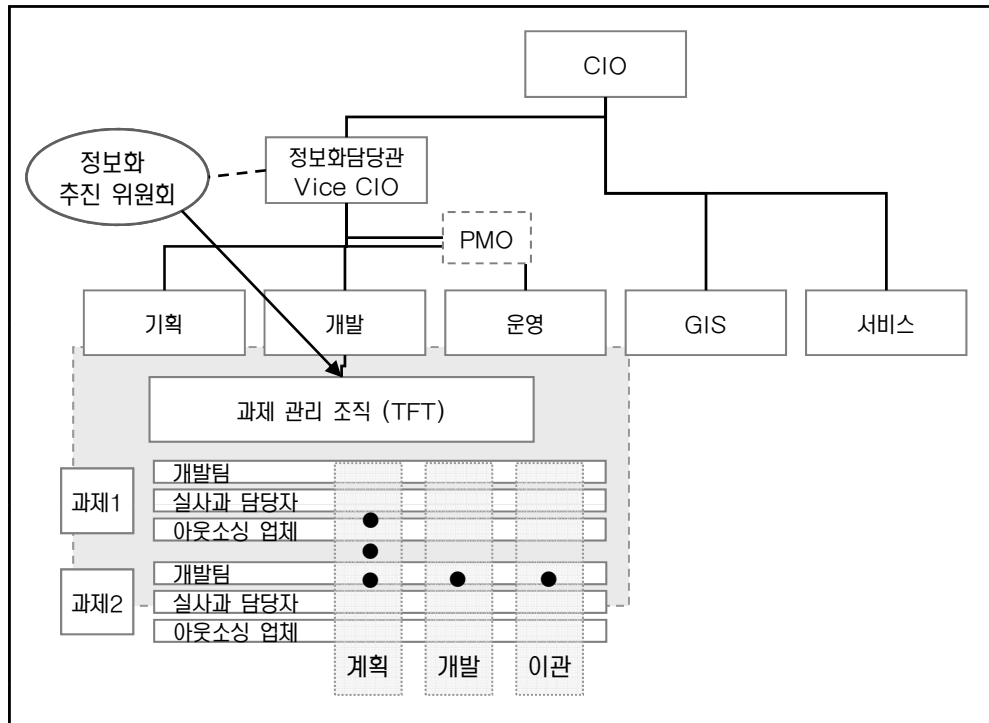 CIO
정보화담당관
Vice CIO
정보화
추진 위원회
PMO
기획
개발
운영
GIS
서비스
과제 관리 조직 (TFT)
과제1
개발팀
실사과 담당자
아웃소싱 업체
과제2
개발팀
실사과 담당자
아웃소싱 업체
계획
개발
이관